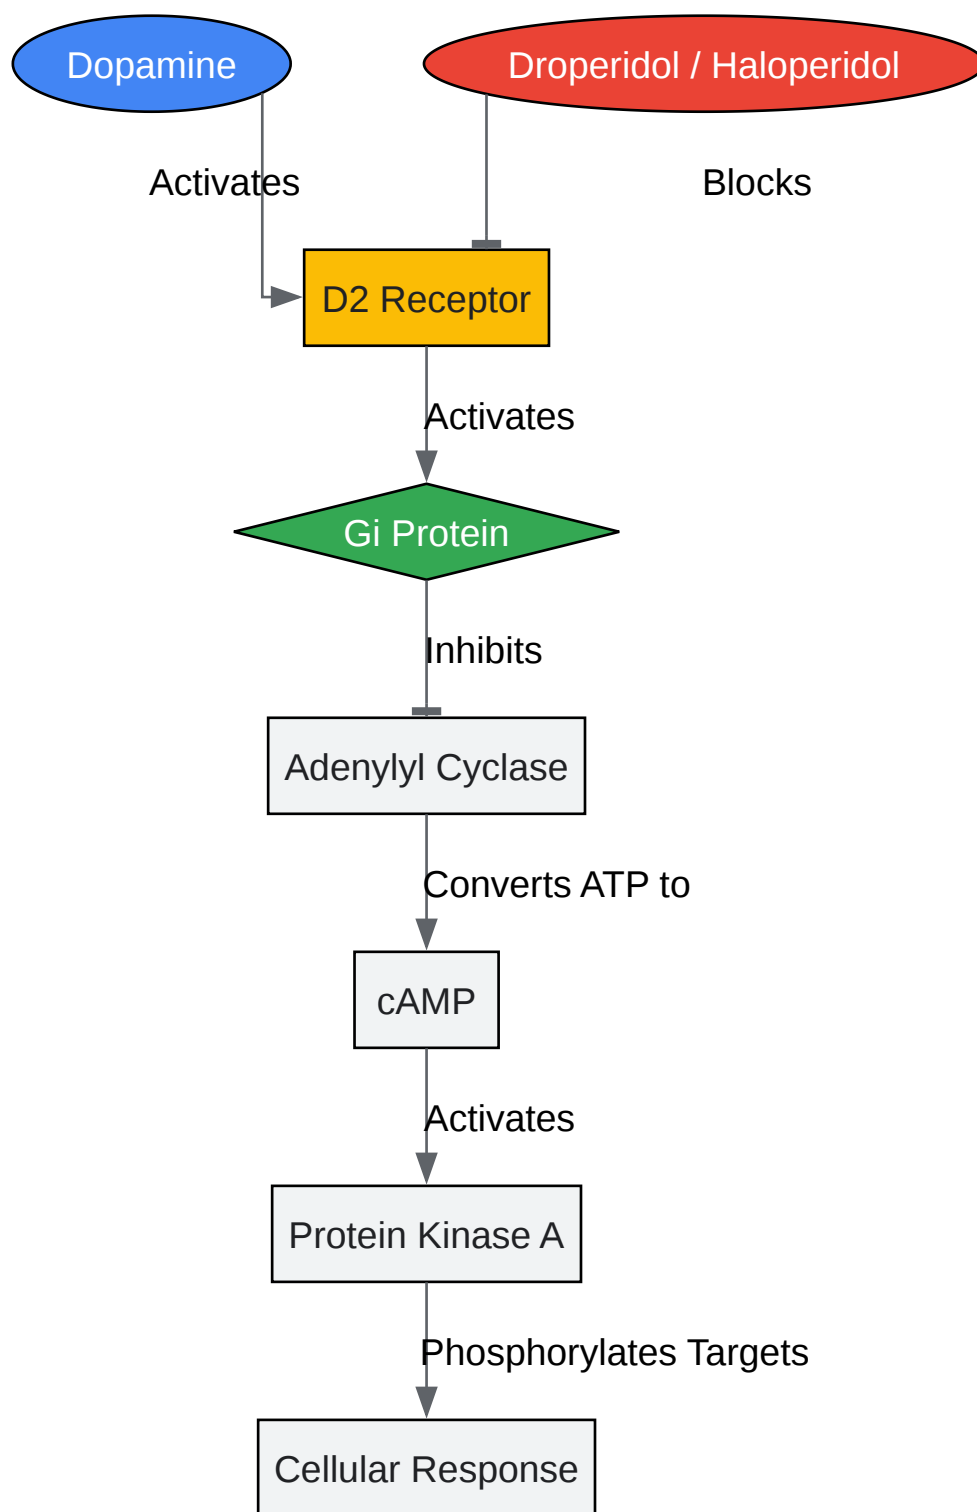 Dopamine
Droperidol / Haloperidol
Activates
Blocks
D2 Receptor
Activates
Gi Protein
Inhibits
Adenylyl Cyclase
Converts ATP to
cAMP
Activates
Protein Kinase A
Phosphorylates Targets
Cellular Response